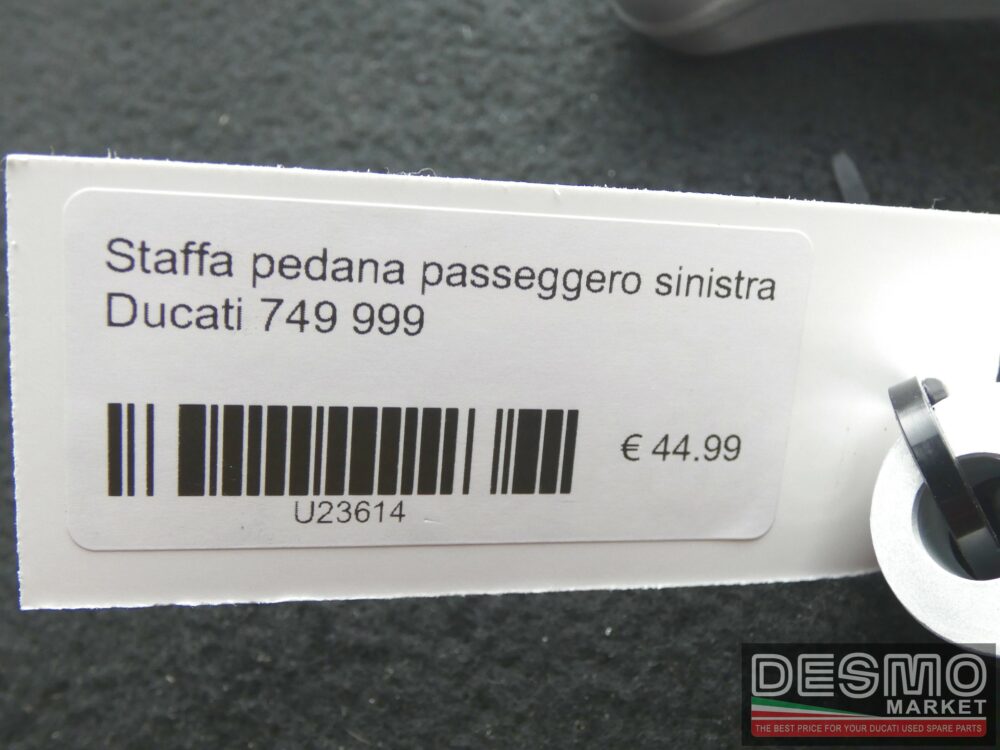 Staffa pedana passeggero sinistra
Ducati 749 999
€ 44.99
U23614
DESMO
MARKET
THE BEST PRICE FOR YOUR DUCATI USED SPARE PARTS